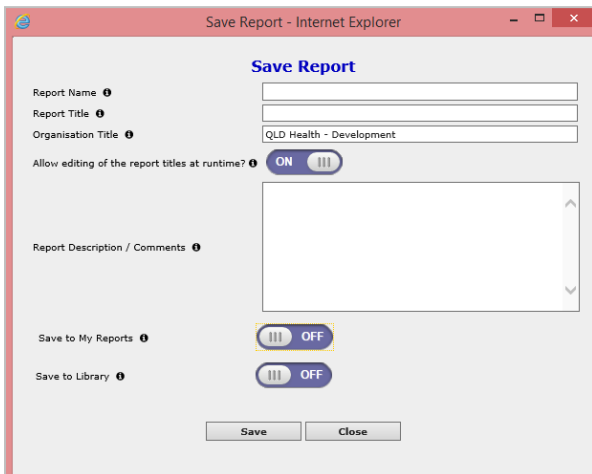 Save Report - Internet Explorer
Save Report
Report Name
Report Title
Organisation Title QLD Health - Development
Allow editing of the report titles at runtime? ON
Report Description / Comments
Save to My Reports OFF
Save to Library OFF
Save Close